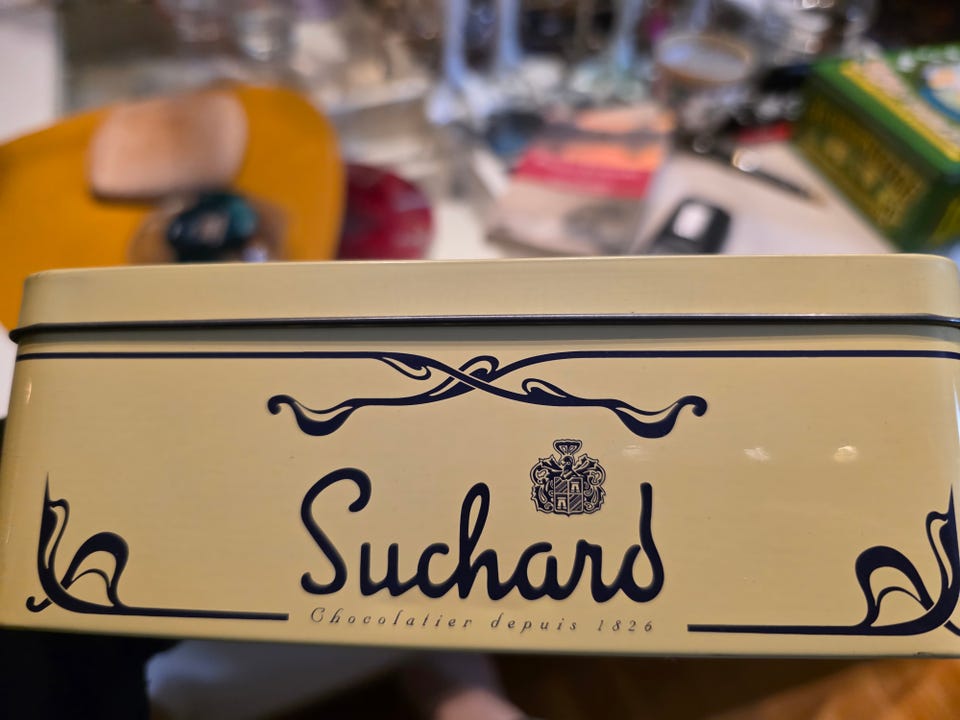 Suchard
Chocolatier depuis 1826